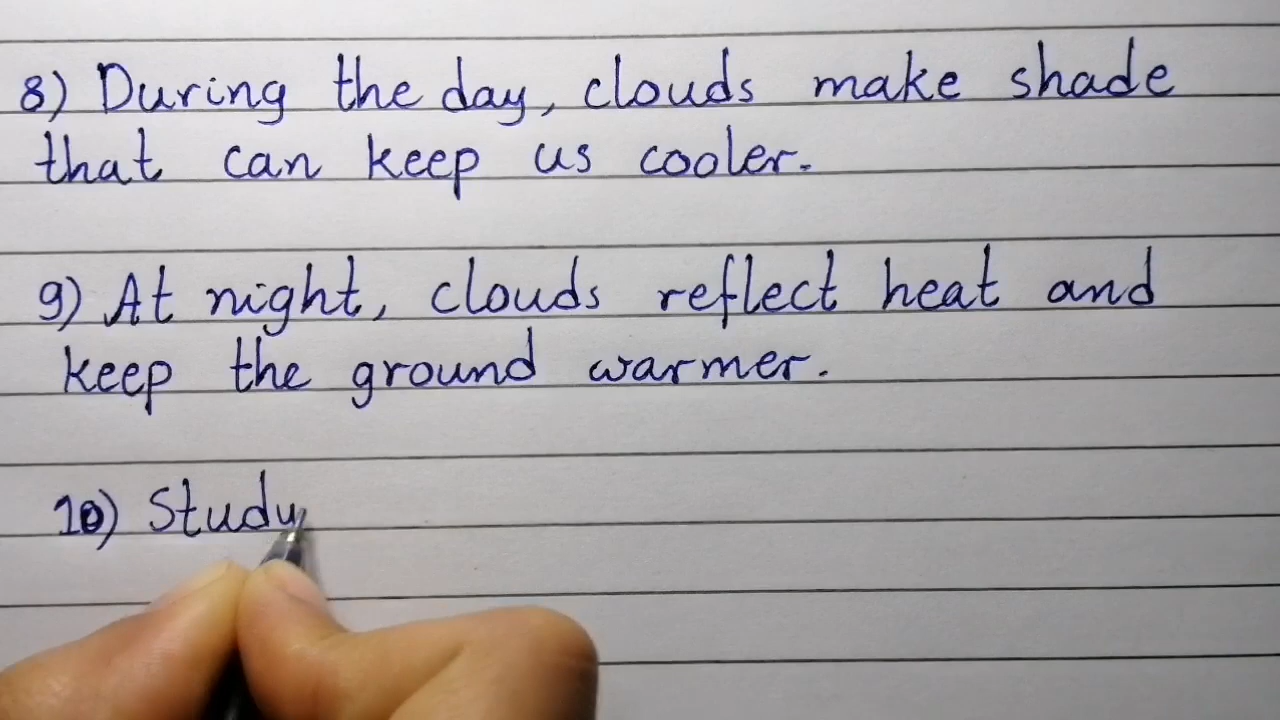 8) During the day, clouds make shade
that can keep us cooler.
9) At night, clouds reflect heat and
keep the ground warmer.
10) Study